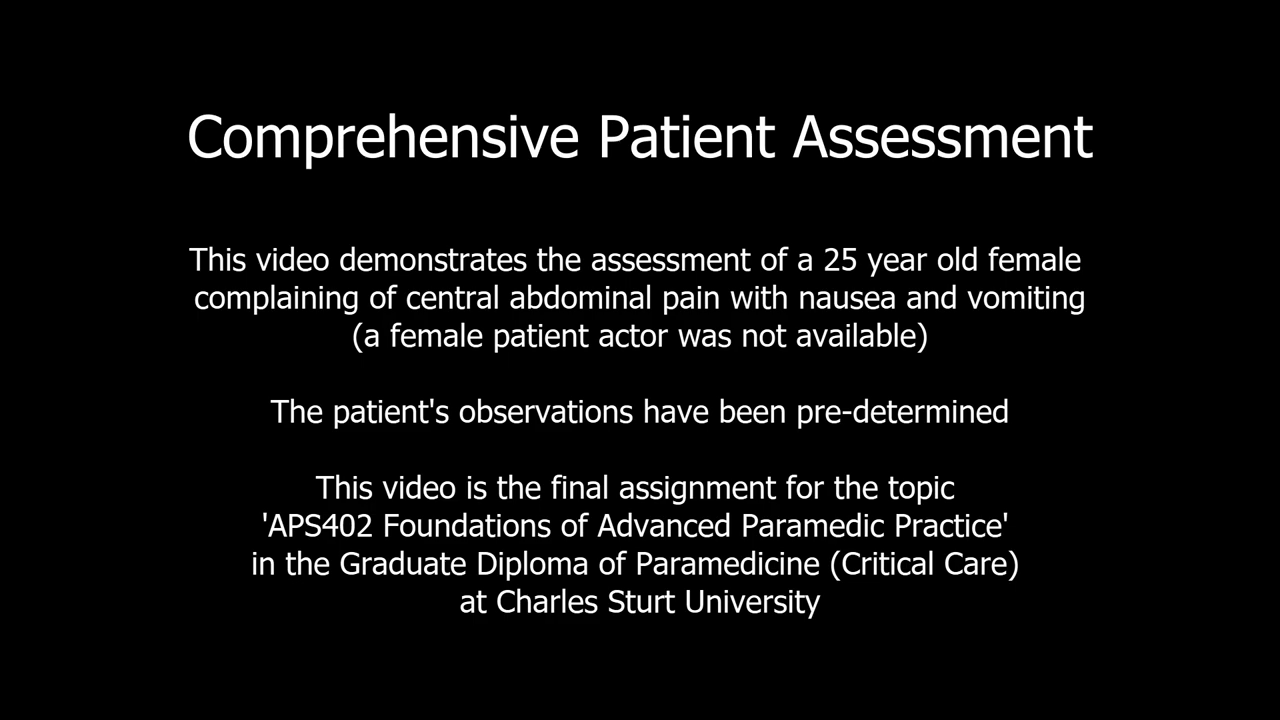 Comprehensive Patient Assessment
This video demonstrates the assessment of a 25 year old female
complaining of central abdominal pain with nausea and vomiting
(a female patient actor was not available)
The patient's observations have been pre-determined
This video is the final assignment for the topic
'APS402 Foundations of Advanced Paramedic Practice'
in the Graduate Diploma of Paramedicine (Critical Care)
at Charles Sturt University